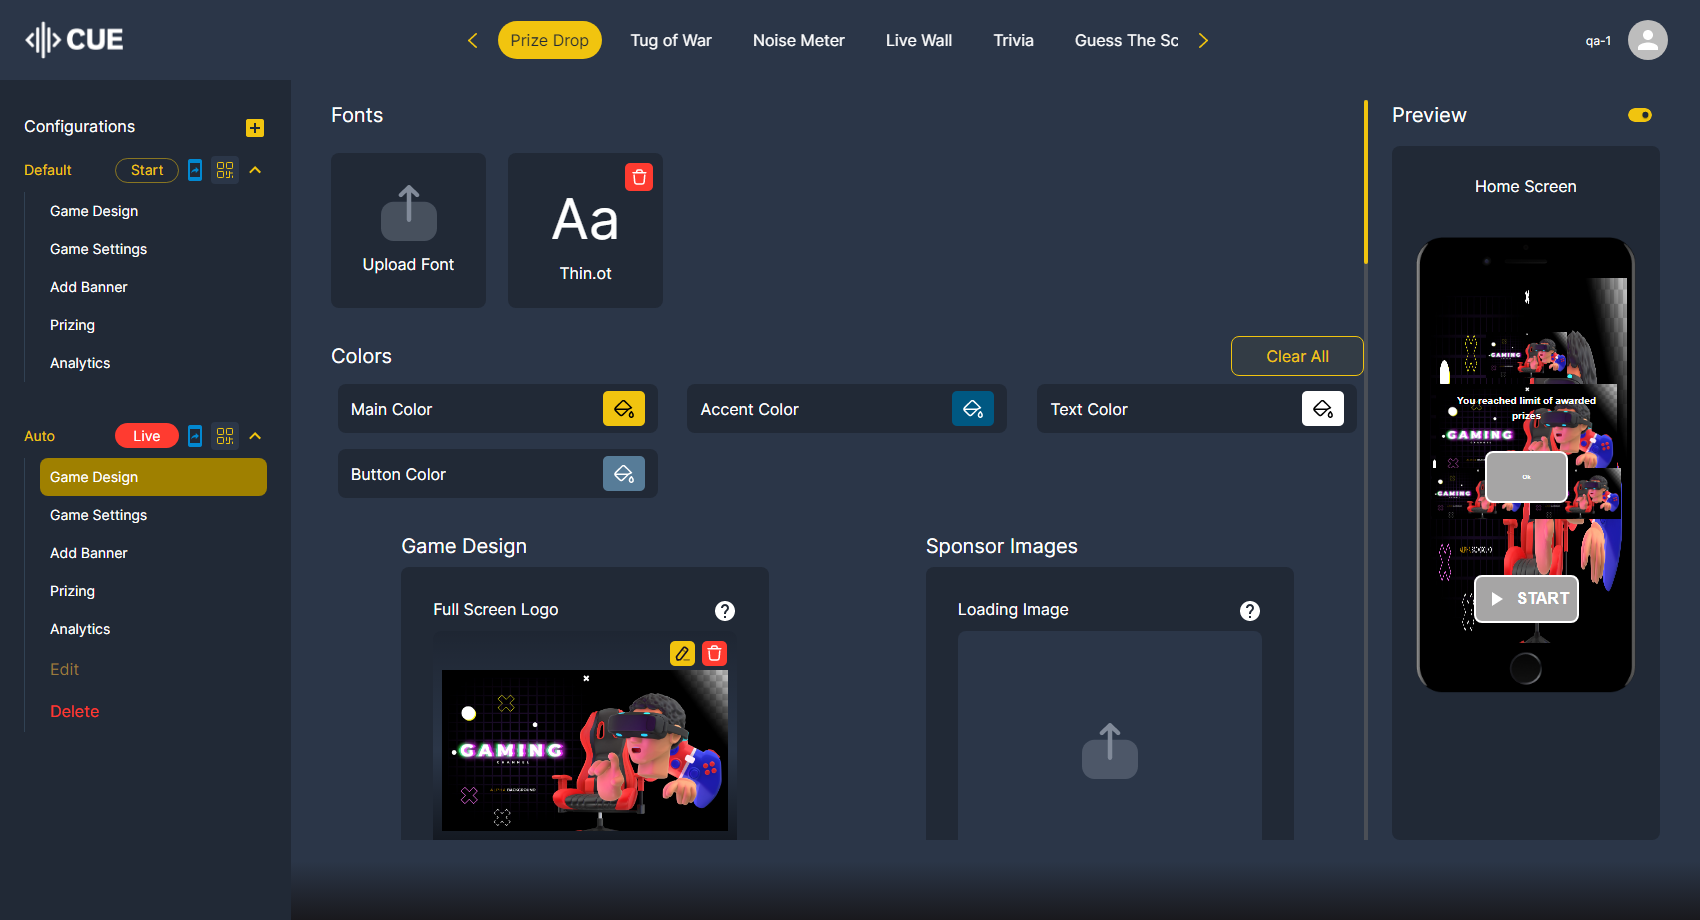 CUE
Prize Drop
Tug of War
Noise Meter
Live Wall
Trivia
Guess The Sc
qa-1
Configurations
Default
Start
Game Design
Game Settings
Add Banner
Prizing
Analytics
Auto
Live
Game Design
Game Settings
Add Banner
Prizing
Analytics
Edit
Delete
Fonts
Upload Font
Aa
Thin.ot
Colors
Clear All
Main Color
Accent Color
Text Color
Button Color
Game Design
Full Screen Logo
GAMING
CHANNEL
ALPHA BACKGROUND
Sponsor Images
Loading Image
Preview
Home Screen
GAMING
You reached limit of awarded
prizes
GAMING
Ok
GAMING
START